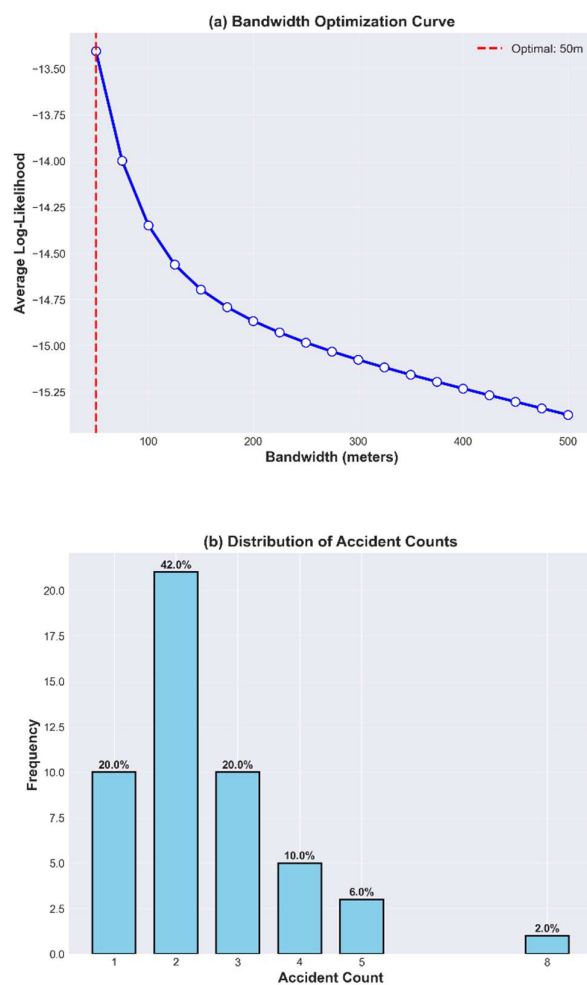 (a) Bandwidth Optimization Curve
Optimal: 50m
−13.50
−13.75
−14.00
−14.25
−14.50
−14.75
−15.00
−15.25
Average Log-Likelihood
100 200 300 400 500
Bandwidth (meters)
(b) Distribution of Accident Counts
42.0%
20.0%
20.0%
10.0%
6.0%
2.0%
20.0
17.5
15.0
12.5
10.0
7.5
5.0
2.5
0.0
Frequency
1 2 3 4 5 8
Accident Count